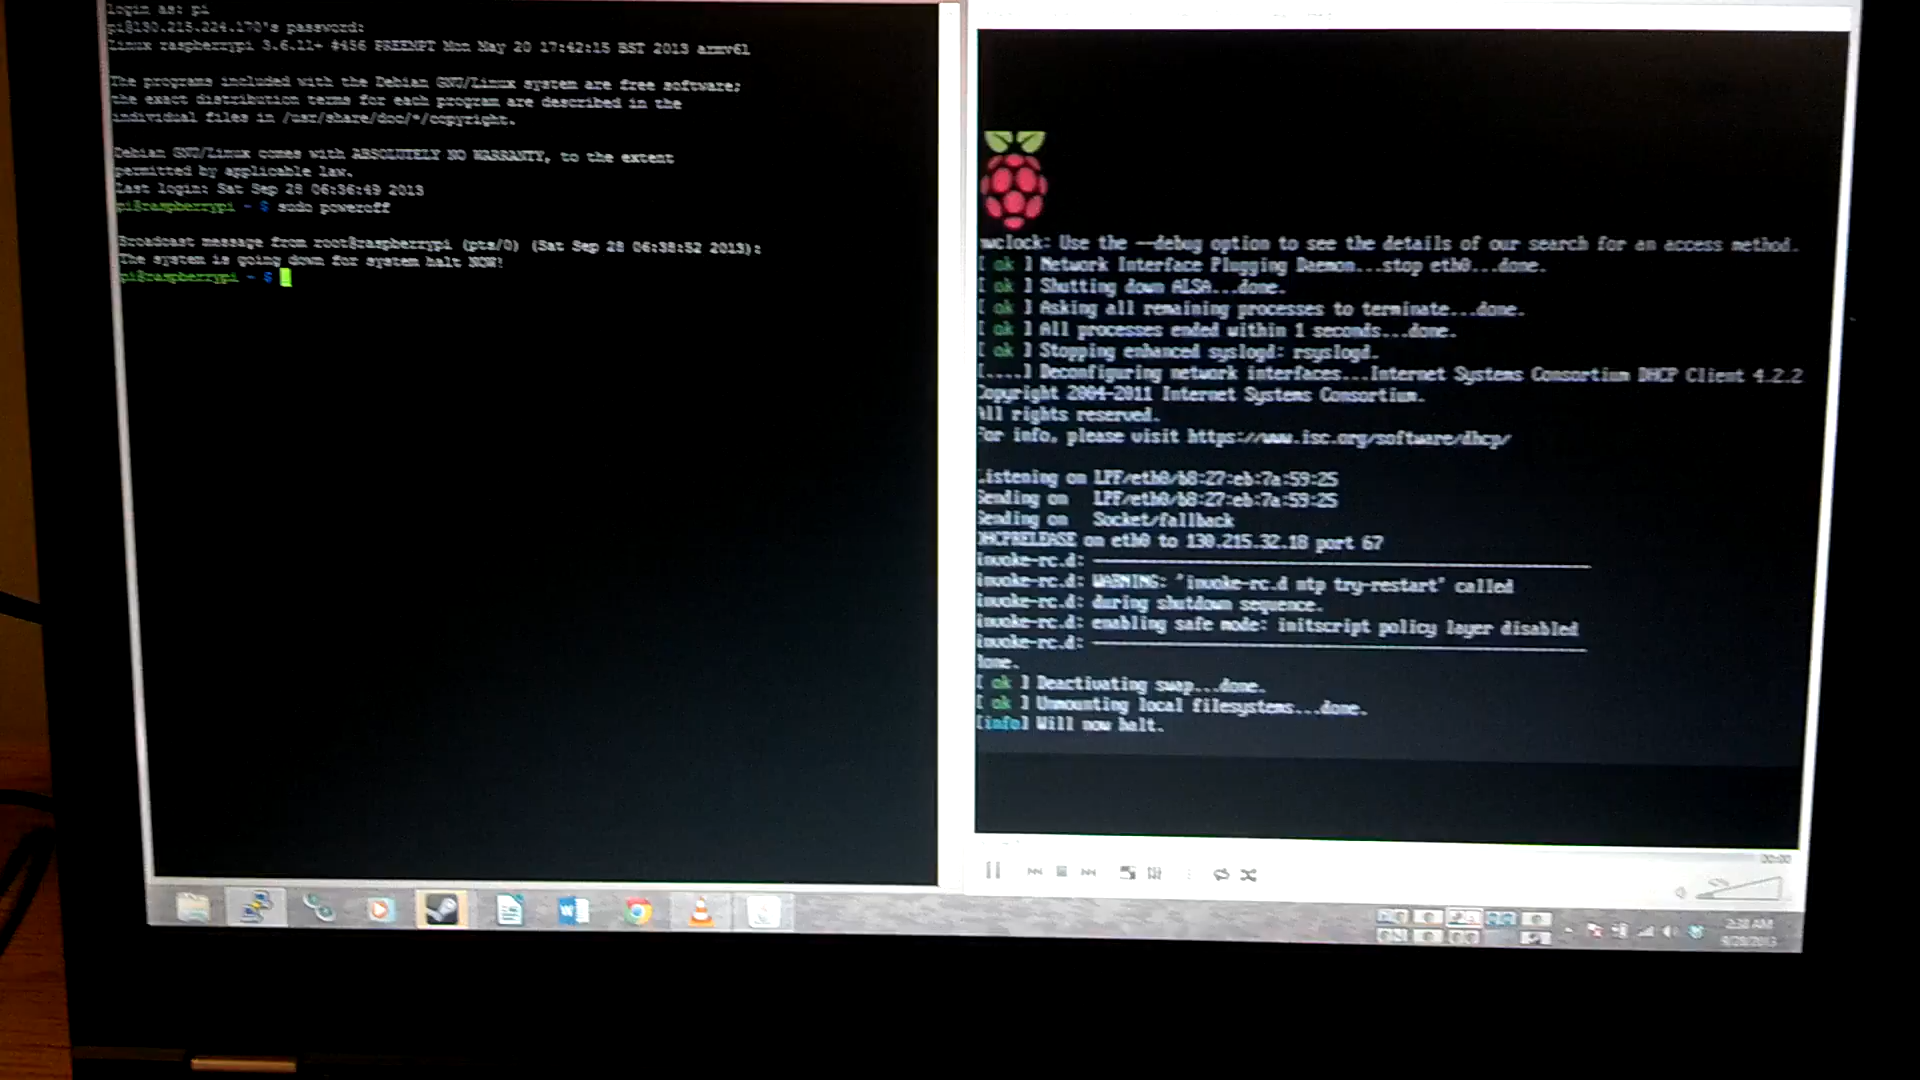 login as: pi
pi@130.215.224.170's password:
Linux raspberrypi 3.6.11+ #456 PREEMPT Mon May 20 17:42:15 BST 2013 armv6l
The programs included with the Debian GNU/Linux system are free software;
the exact distribution terms for each program are described in the
individual files in /usr/share/doc/*/copyright.
Debian GNU/Linux comes with ABSOLUTELY NO WARRANTY, to the extent
permitted by applicable law.
Last login: Sat Sep 28 06:36:49 2013
pi@raspberrypi ~ $ sudo poweroff
Broadcast message from root@raspberrypi (pts/0) (Sat Sep 28 06:38:52 2013):
The system is going down for system halt NOW!
pi@raspberrypi ~ $
hwclock: Use the --debug option to see the details of our search for an access method.
[ ok ] Network Interface Plugging Daemon...stop eth0...done.
[ ok ] Shutting down ALSA...done.
[ ok ] Asking all remaining processes to terminate...done.
[ ok ] All processes ended within 1 seconds...done.
[ ok ] Stopping enhanced syslogd: rsyslogd.
[....] Deconfiguring network interfaces...Internet Systems Consortium DHCP Client 4.2.2
Copyright 2004-2011 Internet Systems Consortium.
All rights reserved.
For info, please visit https://www.isc.org/software/dhcp/
Listening on LPF/eth0/b8:27:eb:7a:59:25
Sending on   LPF/eth0/b8:27:eb:7a:59:25
Sending on   Socket/fallback
DHCPRELEASE on eth0 to 130.215.32.18 port 67
invoke-rc.d: ----------------------------------------------------
invoke-rc.d: WARNING: 'invoke-rc.d ntp try-restart' called
invoke-rc.d: during shutdown sequence.
invoke-rc.d: enabling safe mode: initscript policy layer disabled
invoke-rc.d: ----------------------------------------------------
done.
[ ok ] Deactivating swap...done.
[ ok ] Unmounting local filesystems...done.
[info] Will now halt.
00:00
2:38 AM
9/28/2013